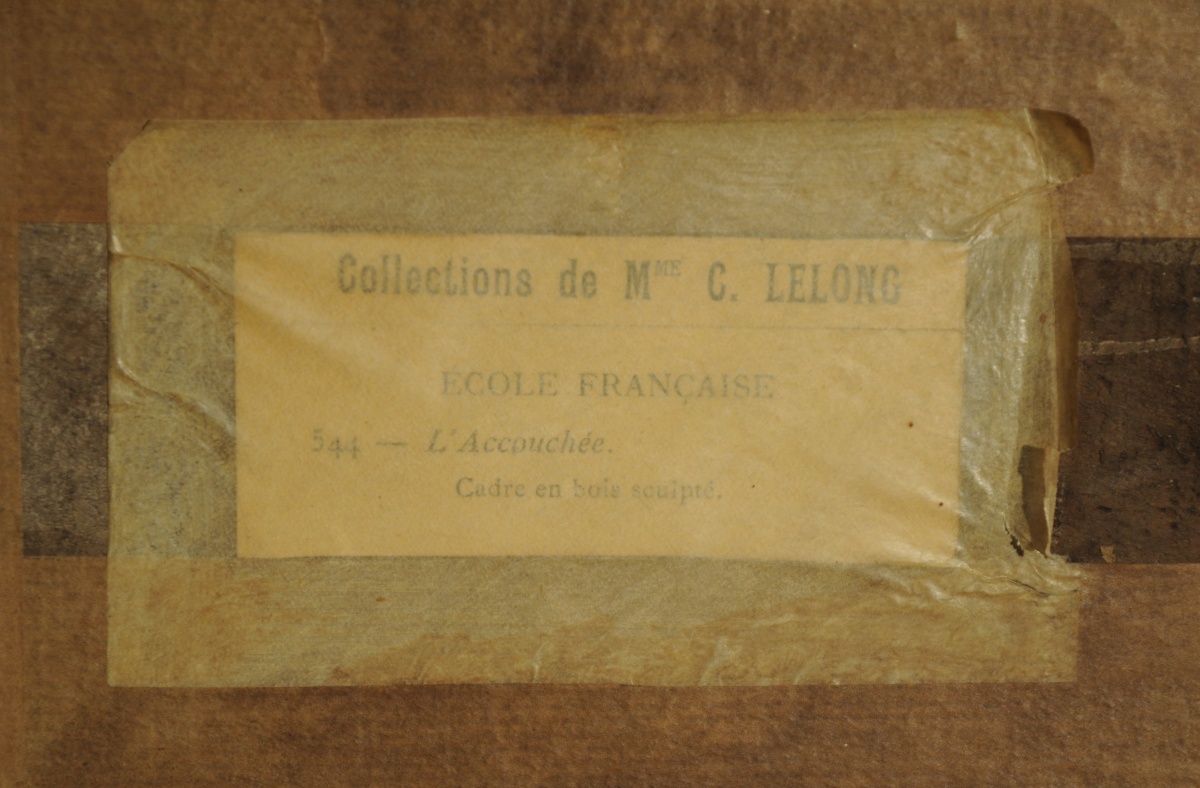 Collections de MME C. LELONG
ECOLE FRANÇAISE
544 — L'Accouchée.
Cadre en bois sculpté.